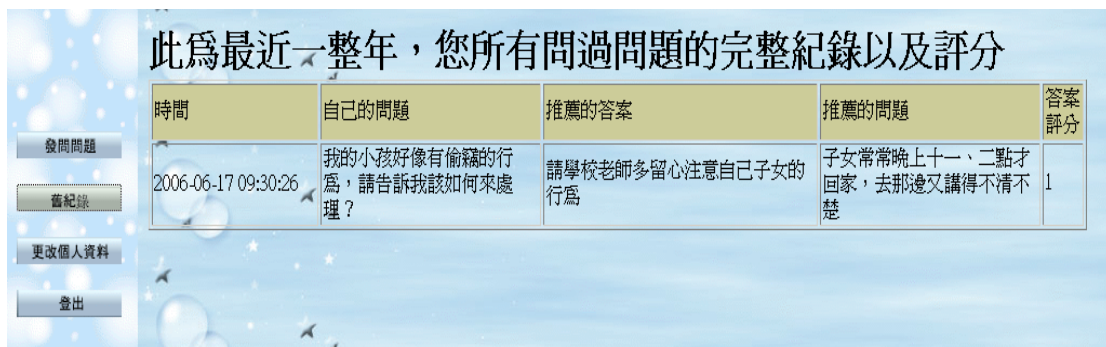 此為最近一整年，您所有問過問題的完整紀錄以及評分
發問問題
舊紀錄
更改個人資料
登出
時間
自己的問題
推薦的答案
推薦的問題
答案
評分
2006-06-17 09:30:26
我的小孩好像有偷竊的行
為，請告訴我該如何來處
理？
請學校老師多留心注意自己子女的
行為
子女常常晚上十一、二點才
回家，去那邊又講得不清不
楚
1